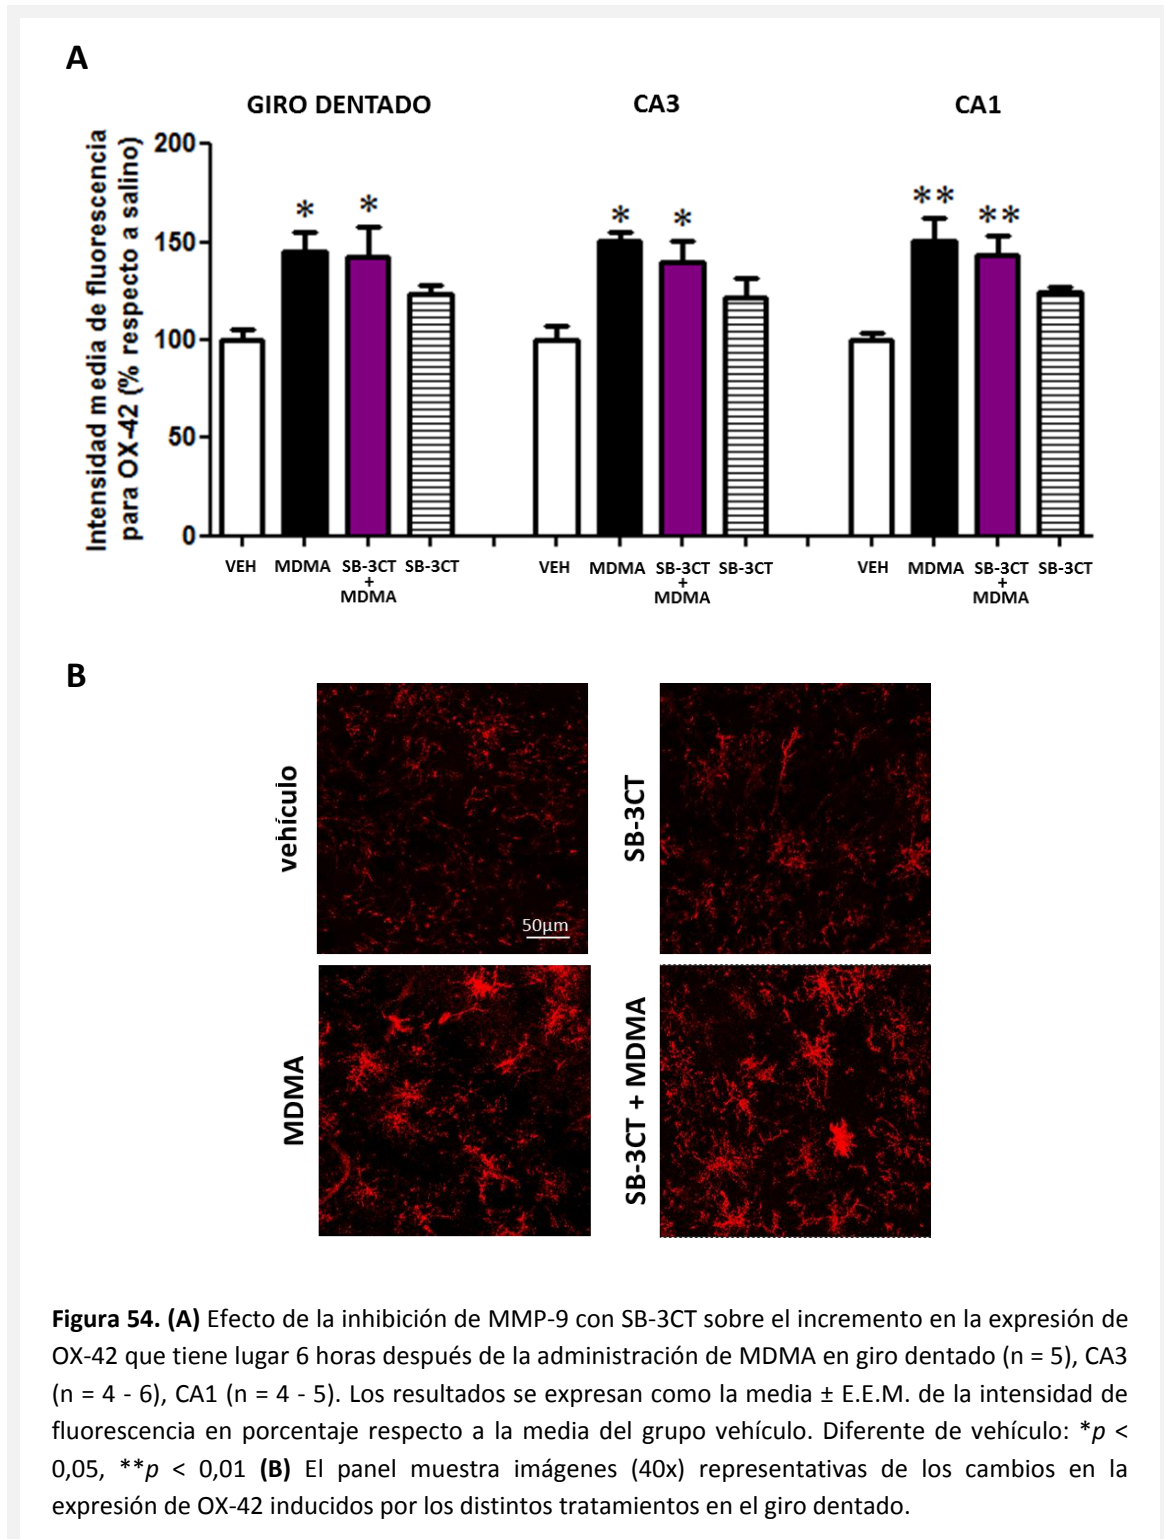 A
GIRO DENTADO
CA3
CA1
Intensidad media de fluorescencia
para OX-42 (% respecto a salino)
200
150
100
50
0
* *
* *
** **
VEH MDMA SB-3CT + MDMA SB-3CT
VEH MDMA SB-3CT + MDMA SB-3CT
VEH MDMA SB-3CT + MDMA SB-3CT
B
vehículo
50µm
SB-3CT
MDMA
SB-3CT + MDMA
Figura 54. (A) Efecto de la inhibición de MMP-9 con SB-3CT sobre el incremento en la expresión de
OX-42 que tiene lugar 6 horas después de la administración de MDMA en giro dentado (n = 5), CA3
(n = 4 - 6), CA1 (n = 4 - 5). Los resultados se expresan como la media ± E.E.M. de la intensidad de
fluorescencia en porcentaje respecto a la media del grupo vehículo. Diferente de vehículo: *p <
0,05, **p < 0,01 (B) El panel muestra imágenes (40x) representativas de los cambios en la
expresión de OX-42 inducidos por los distintos tratamientos en el giro dentado.